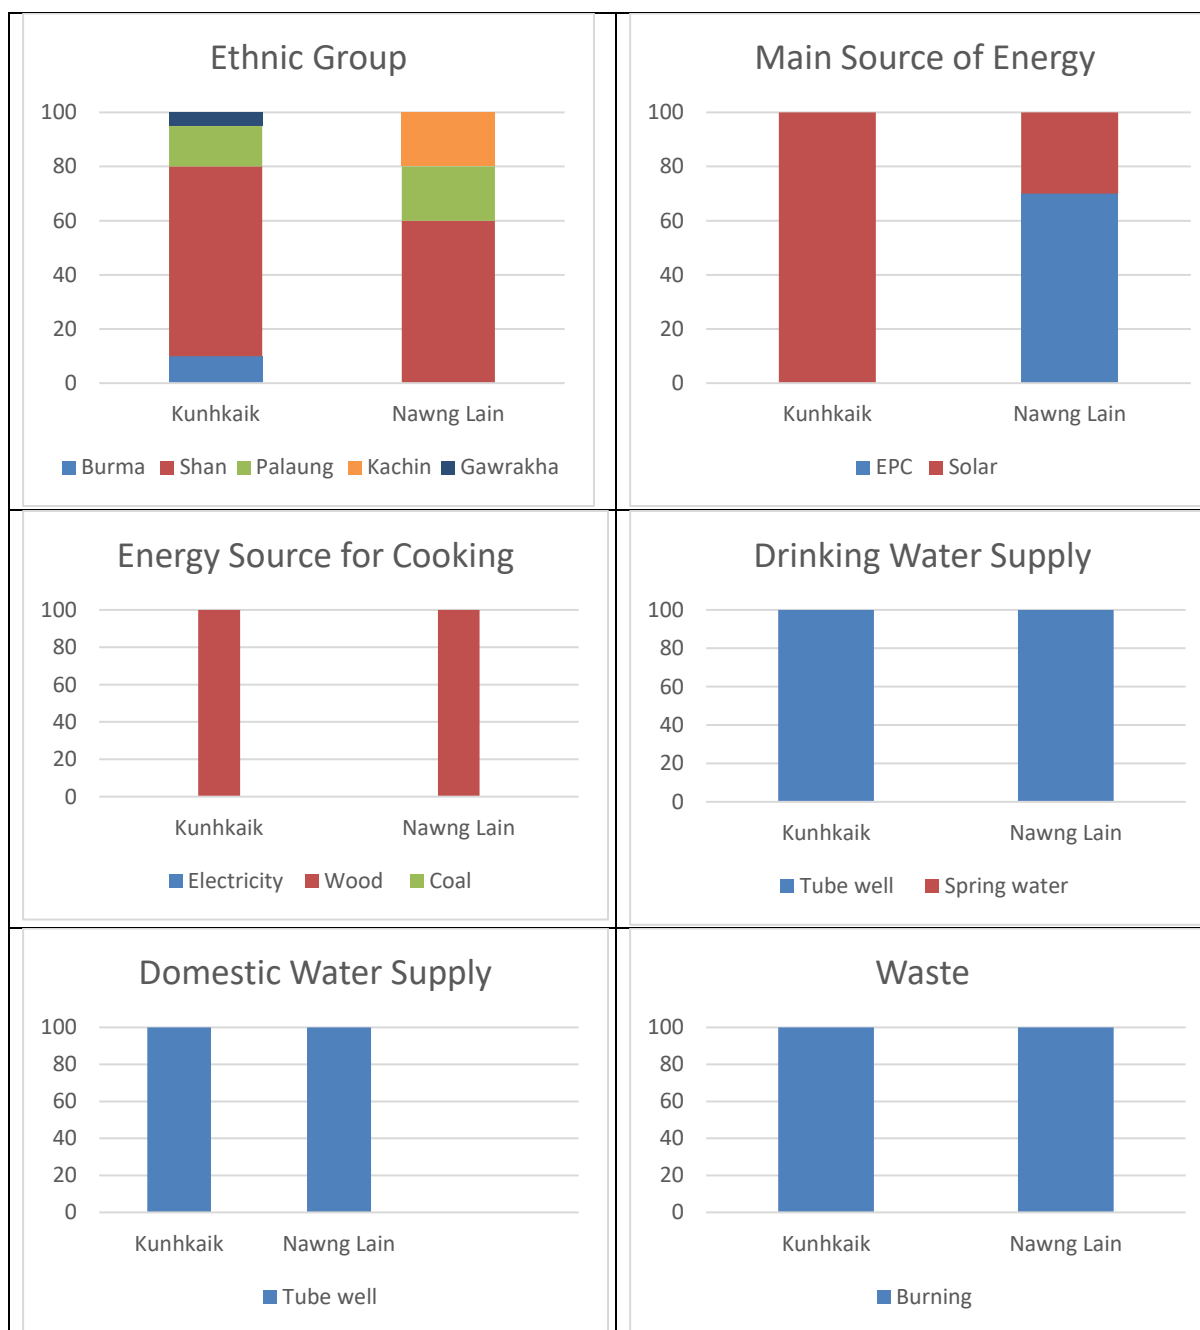 Ethnic Group
100
80
60
40
20
0
Kunhkaik Nawng Lain
Burma Shan Palaung Kachin Gawrakha
Main Source of Energy
100
80
60
40
20
0
Kunhkaik Nawng Lain
EPC Solar
Energy Source for Cooking
100
80
60
40
20
0
Kunhkaik Nawng Lain
Electricity Wood Coal
Drinking Water Supply
100
80
60
40
20
0
Kunhkaik Nawng Lain
Tube well Spring water
Domestic Water Supply
100
80
60
40
20
0
Kunhkaik Nawng Lain
Tube well
Waste
100
80
60
40
20
0
Kunhkaik Nawng Lain
Burning